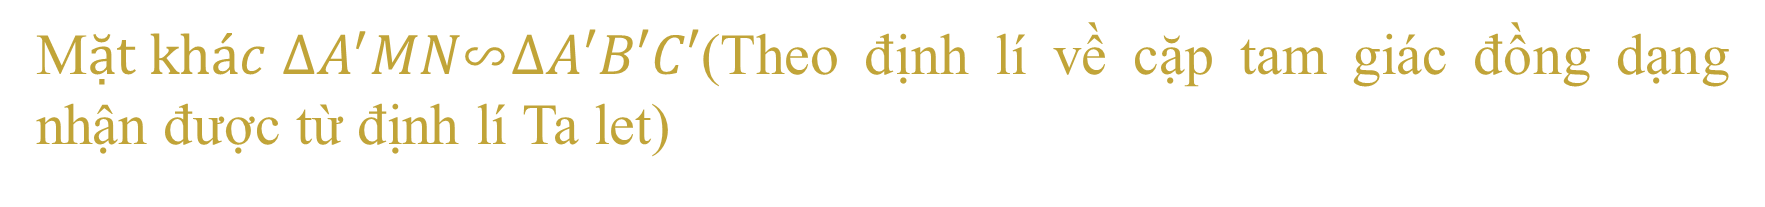 Mặt khác ΔA′MN∽ΔA′B′C′(Theo định lí về cặp tam giác đồng dạng
nhận được từ định lí Ta let)